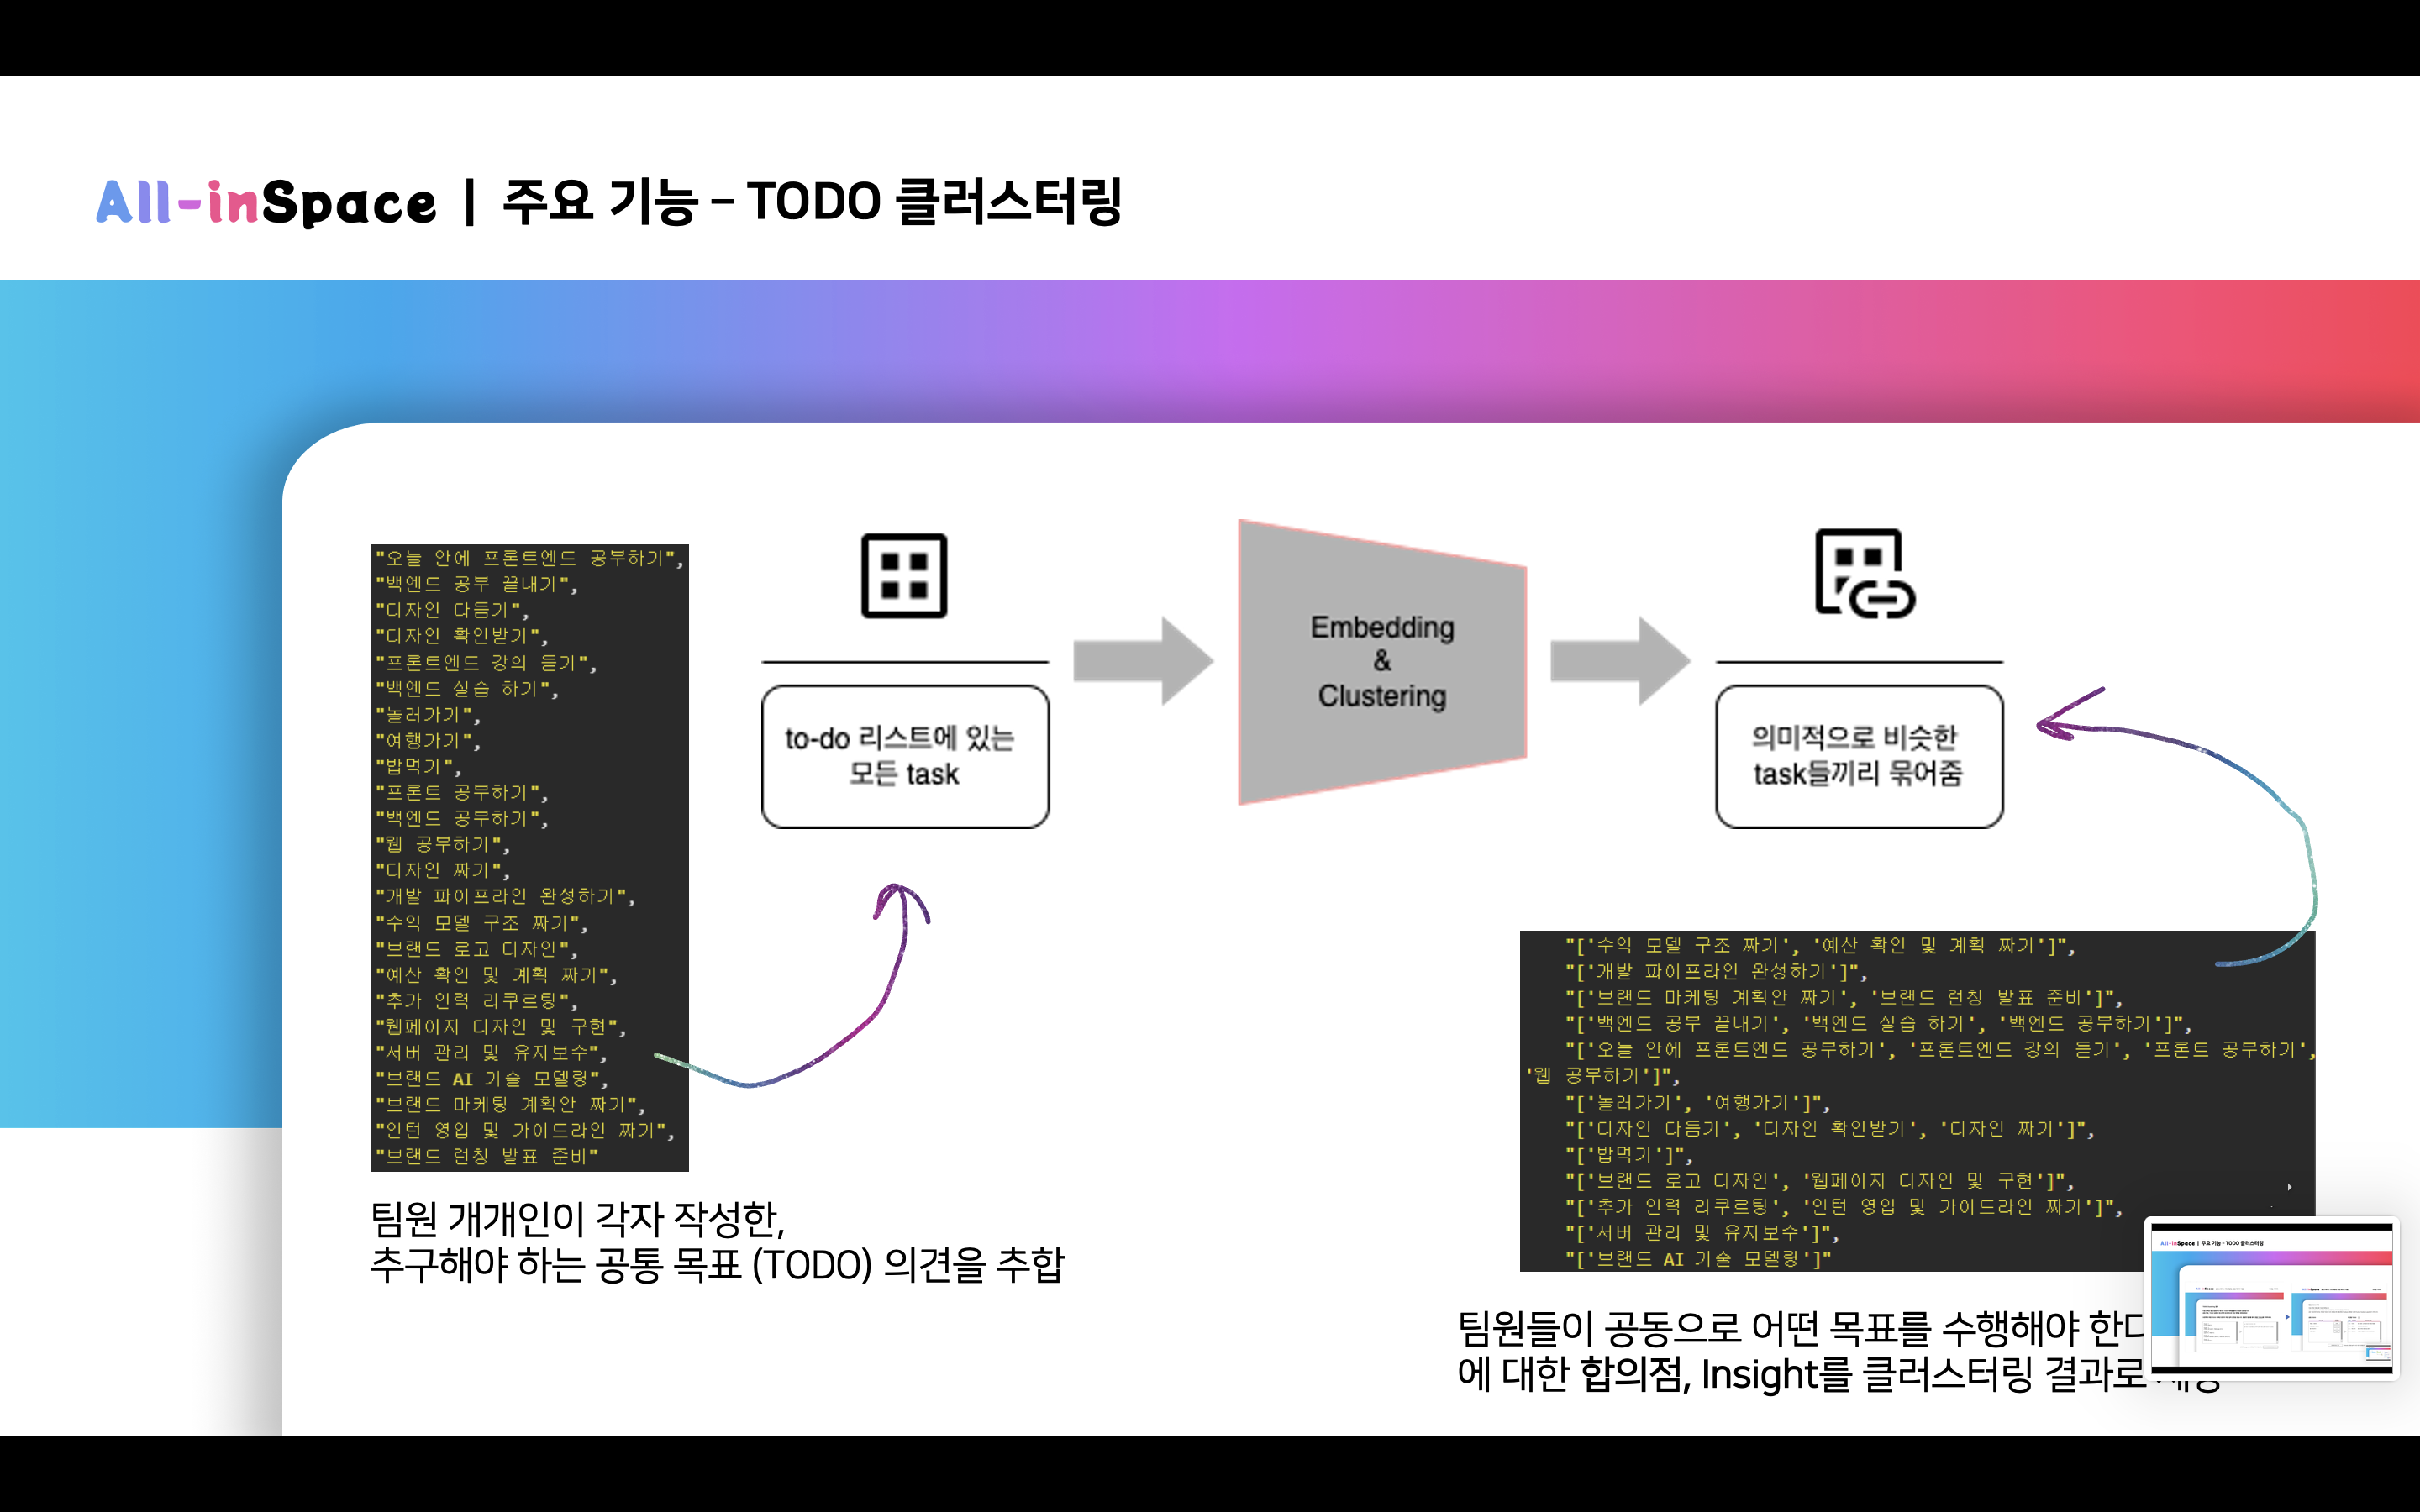 All-inSpace | 주요 기능 – TODO 클러스터링
"오늘 안에 프론트엔드 공부하기",
"백엔드 공부 끝내기",
"디자인 다듬기",
"디자인 확인받기",
"프론트엔드 강의 듣기",
"백엔드 실습 하기",
"놀러가기",
"여행가기",
"밥먹기",
"프론트 공부하기",
"백엔드 공부하기",
"웹 공부하기",
"디자인 짜기",
"개발 파이프라인 완성하기",
"수익 모델 구조 짜기",
"브랜드 로고 디자인",
"예산 확인 및 계획 짜기",
"추가 인력 리쿠르팅",
"웹페이지 디자인 및 구현",
"서버 관리 및 유지보수",
"브랜드 AI 기술 모델링",
"브랜드 마케팅 계획안 짜기",
"인턴 영입 및 가이드라인 짜기",
"브랜드 런칭 발표 준비"
팀원 개개인이 각자 작성한,
추구해야 하는 공통 목표 (TODO) 의견을 추합
to-do 리스트에 있는
모든 task
Embedding
&
Clustering
의미적으로 비슷한
task들끼리 묶어줌
"['수익 모델 구조 짜기', '예산 확인 및 계획 짜기']",
"['개발 파이프라인 완성하기']",
"['브랜드 마케팅 계획안 짜기', '브랜드 런칭 발표 준비']",
"['백엔드 공부 끝내기', '백엔드 실습 하기', '백엔드 공부하기']",
"['오늘 안에 프론트엔드 공부하기', '프론트엔드 강의 듣기', '프론트 공부하기',
'웹 공부하기']",
"['놀러가기', '여행가기']",
"['디자인 다듬기', '디자인 확인받기', '디자인 짜기']",
"['밥먹기']",
"['브랜드 로고 디자인', '웹페이지 디자인 및 구현']",
"['추가 인력 리쿠르팅', '인턴 영입 및 가이드라인 짜기']",
"['서버 관리 및 유지보수']",
"['브랜드 AI 기술 모델링']"
팀원들이 공동으로 어떤 목표를 수행해야
에 대한 합의점, Insight를 클러스터링 결과로
All-inSpace | 주요 기능 – TODO 클러스터링